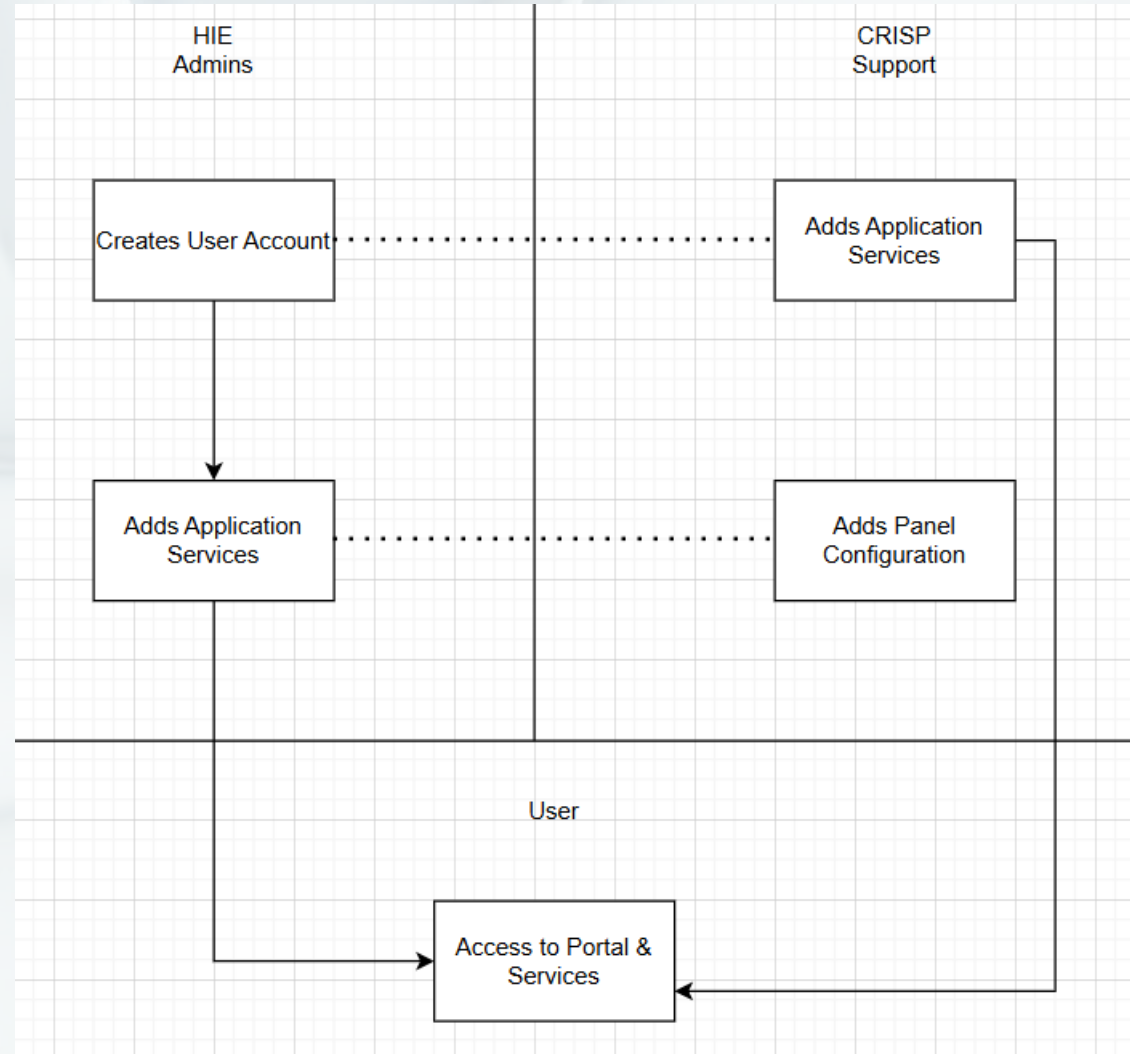 HIE
Admins
CRISP
Support
Creates User Account
Adds Application
Services
Adds Application
Services
Adds Panel
Configuration
User
Access to Portal &
Services